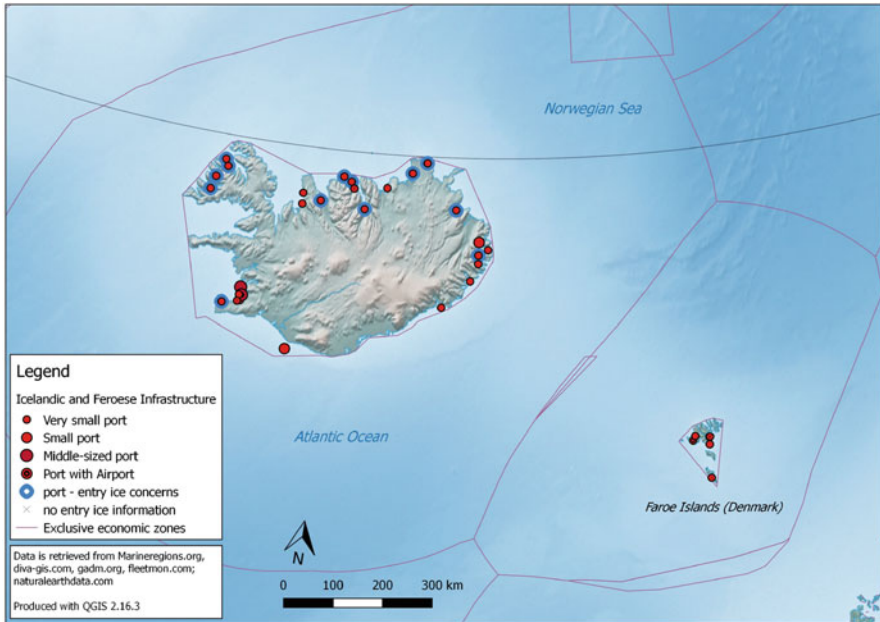 Norwegian Sea
Atlantic Ocean
Faroe Islands (Denmark)
Legend
Icelandic and Feroese Infrastructure
Very small port
Small port
Middle-sized port
Port with Airport
port - entry ice concerns
no entry ice information
Exclusive economic zones
Data is retrieved from Marineregions.org,
diva-gis.com, gadm.org, fleetmon.com;
naturalearthdata.com
Produced with QGIS 2.16.3
N
0 100 200 300 km